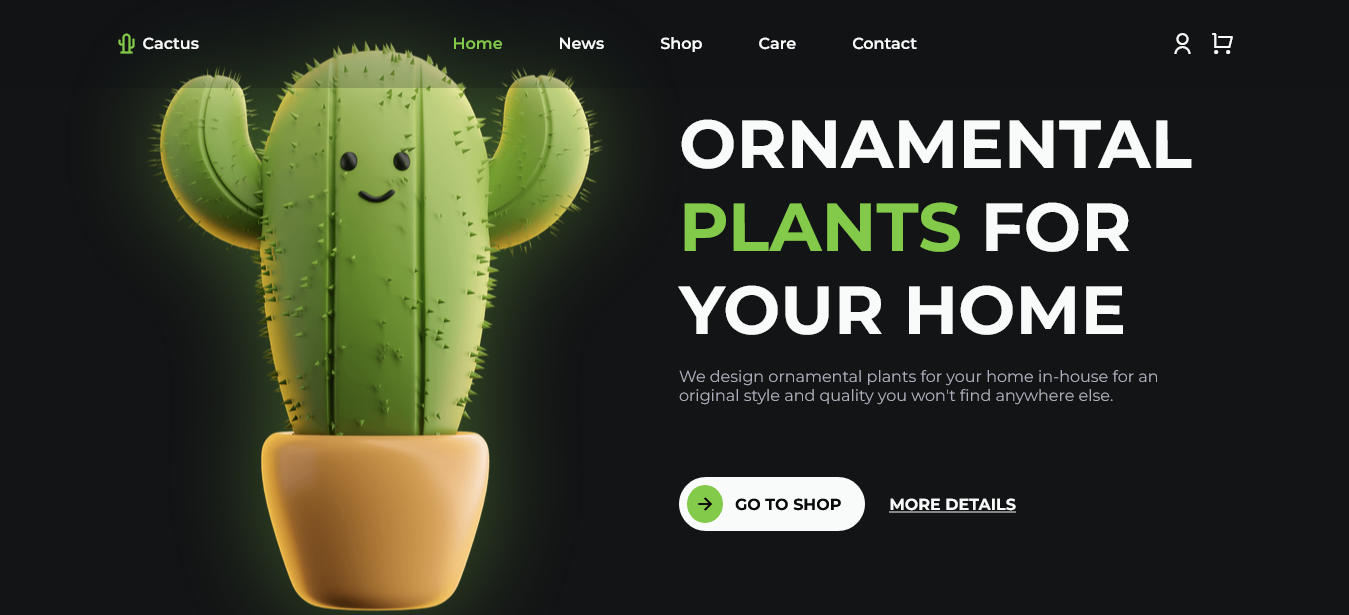 Cactus
Home News Shop Care Contact
ORNAMENTAL
PLANTS FOR
YOUR HOME
We design ornamental plants for your home in-house for an
original style and quality you won't find anywhere else.
GO TO SHOP
MORE DETAILS